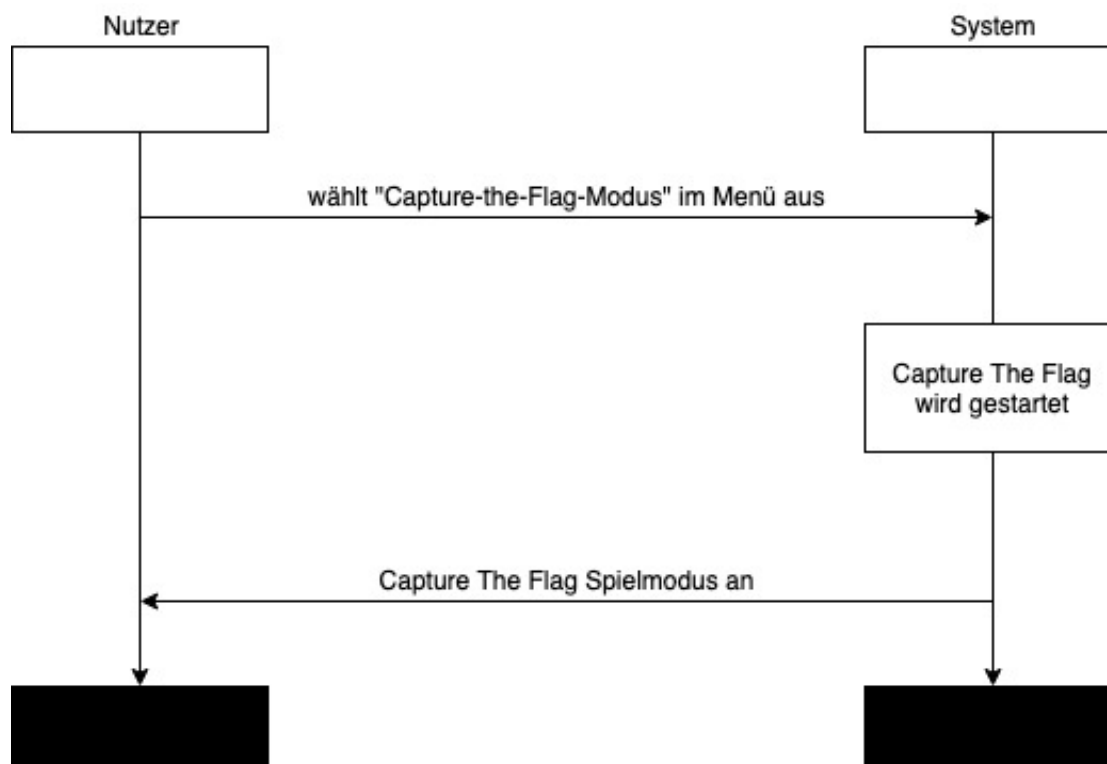 Nutzer
System
wählt "Capture-the-Flag-Modus" im Menü aus
Capture The Flag
wird gestartet
Capture The Flag Spielmodus an